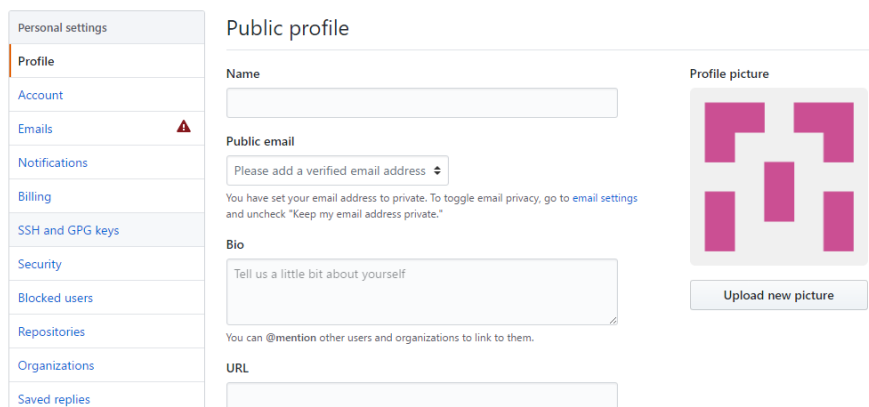 Personal settings
Profile
Account
Emails
Notifications
Billing
SSH and GPG keys
Security
Blocked users
Repositories
Organizations
Saved replies
Public profile
Name
Public email
Please add a verified email address
You have set your email address to private. To toggle email privacy, go to email settings
and uncheck "Keep my email address private."
Bio
Tell us a little bit about yourself
You can @mention other users and organizations to link to them.
URL
Profile picture
Upload new picture